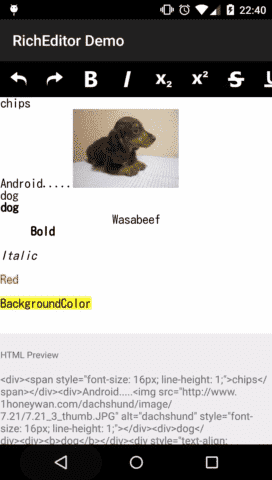 22:40
RichEditor Demo
B I X₂ X² S U
chips
Android.....
dog
dog
Wasabeef
Bold
Italic
Red
BackgroundColor
HTML Preview
<div><span style="font-size: 16px; line-height: 1;">chips</
span></div><div>Android.....<img src="http://www.
1honeywan.com/dachshund/image/
7.21/7.21_3_thumb.JPG" alt="dachshund" style="font-
size: 16px; line-height: 1;"></div><div>dog</
div><div><b>dog</b></div><div style="text-align: